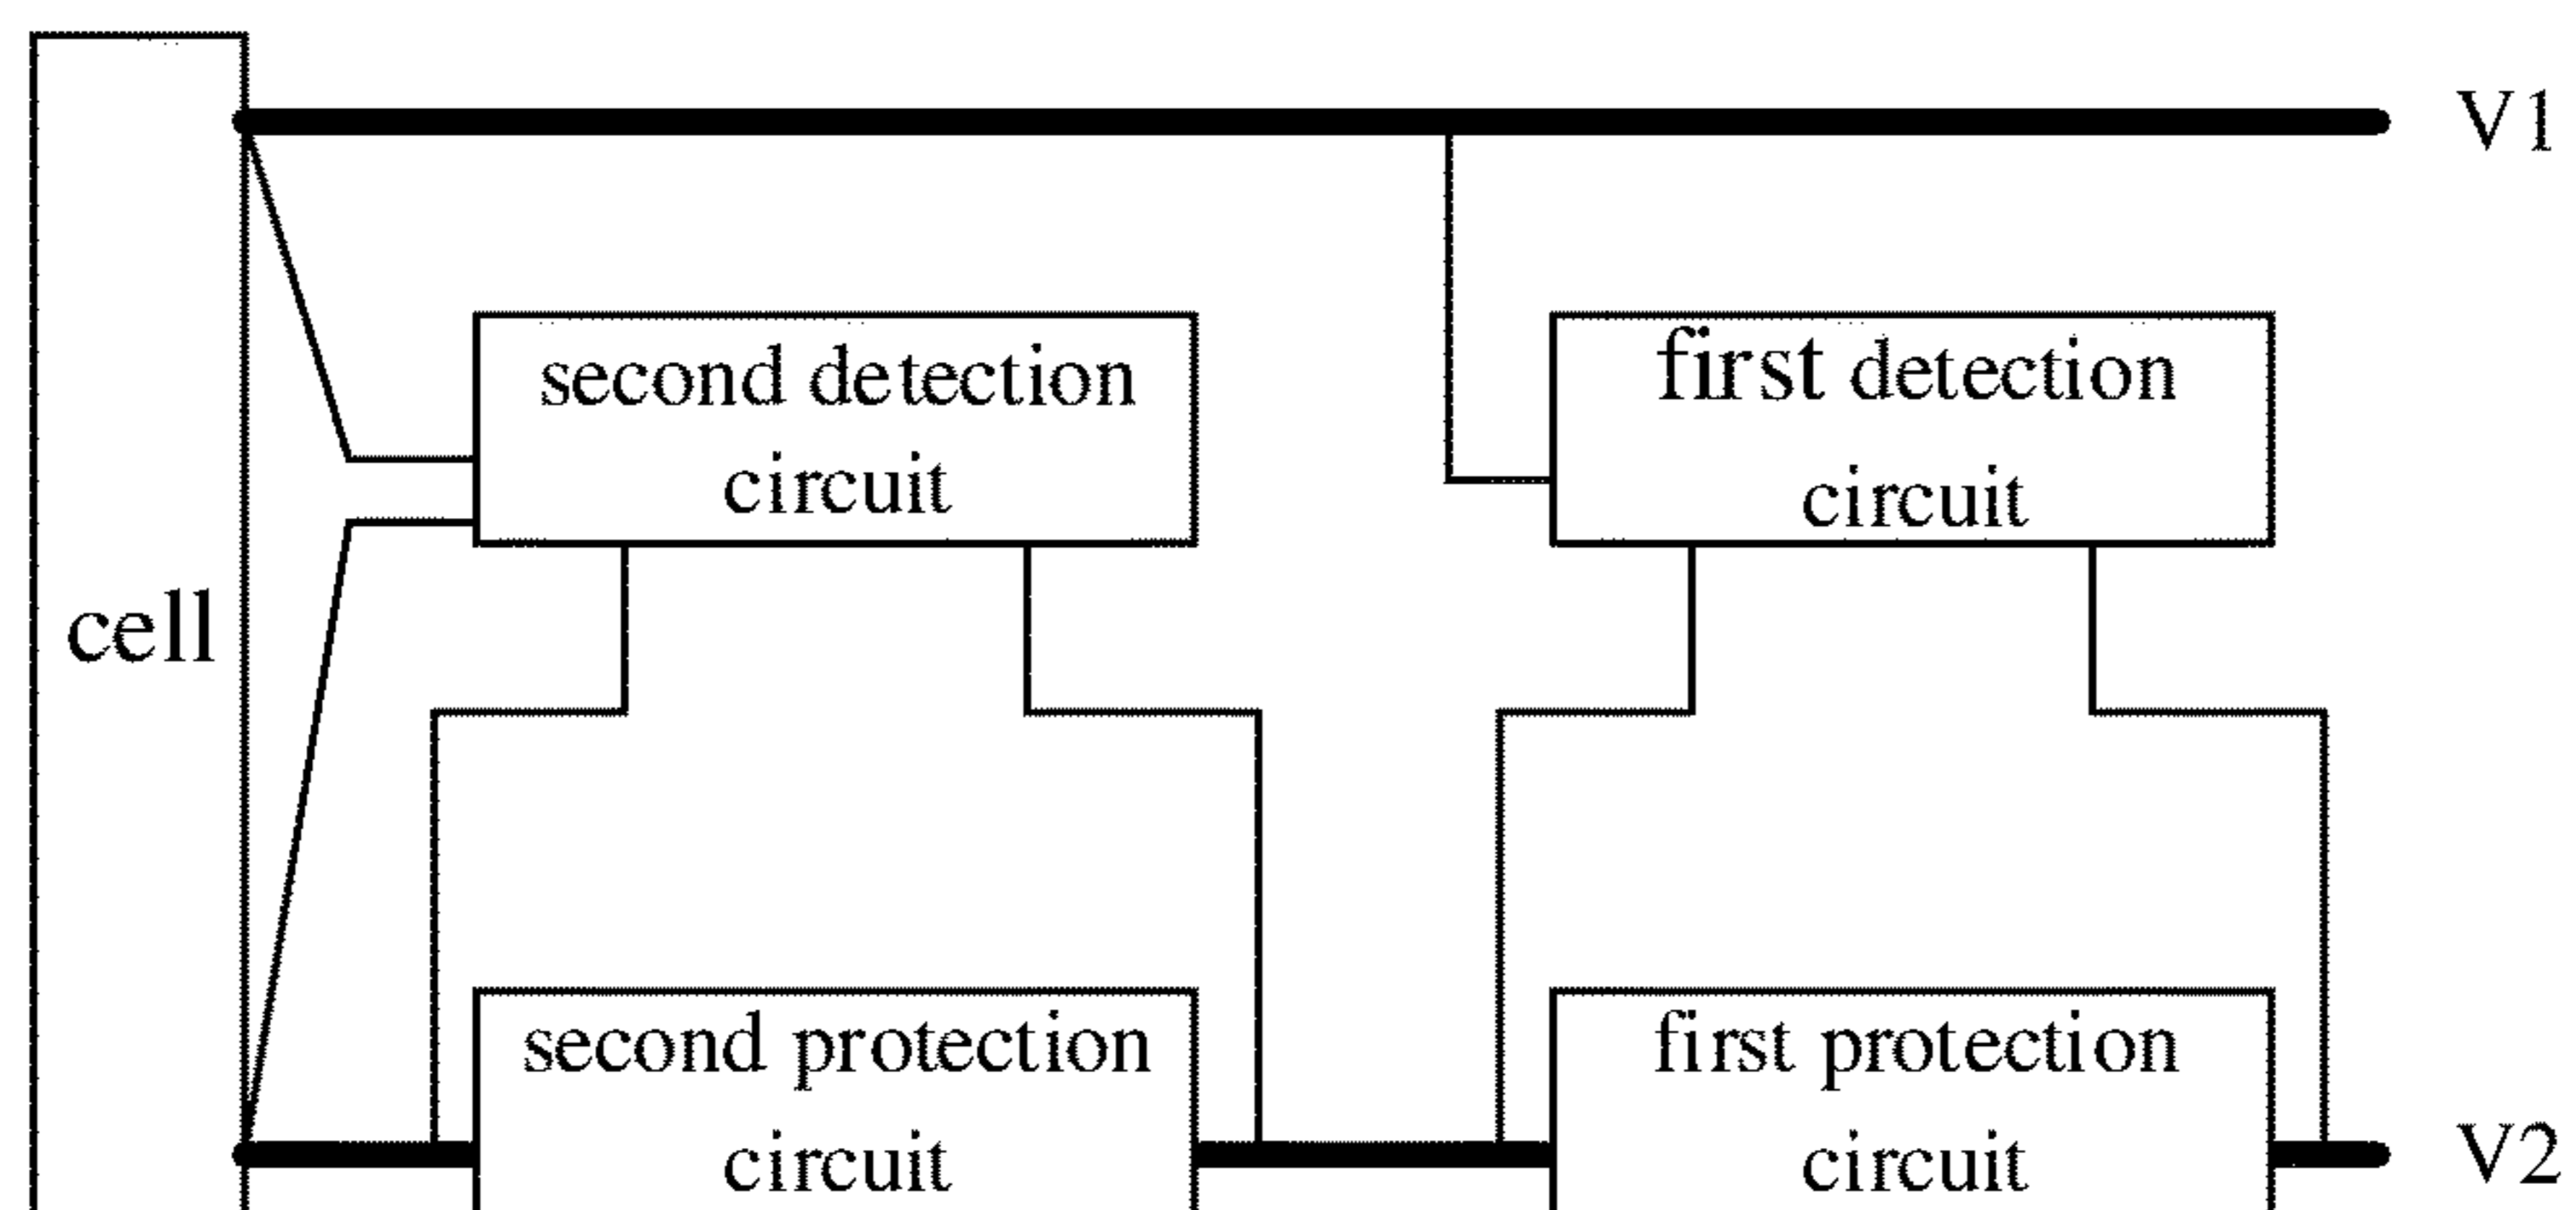 V1
second detection
circuit
first detection
circuit
cell
second protection
circuit
first protection
circuit
V2